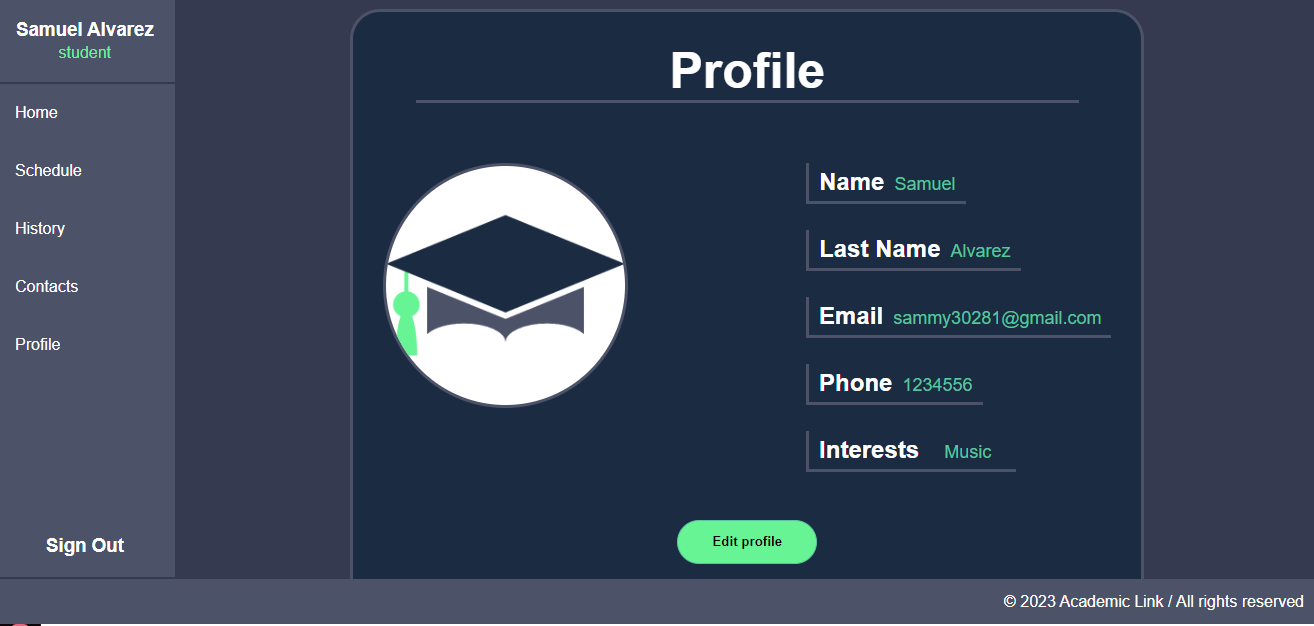 Samuel Alvarez
student
Home
Schedule
History
Contacts
Profile
Sign Out
Profile
Name Samuel
Last Name Alvarez
Email sammy30281@gmail.com
Phone 1234556
Interests Music
Edit profile
© 2023 Academic Link / All rights reserved